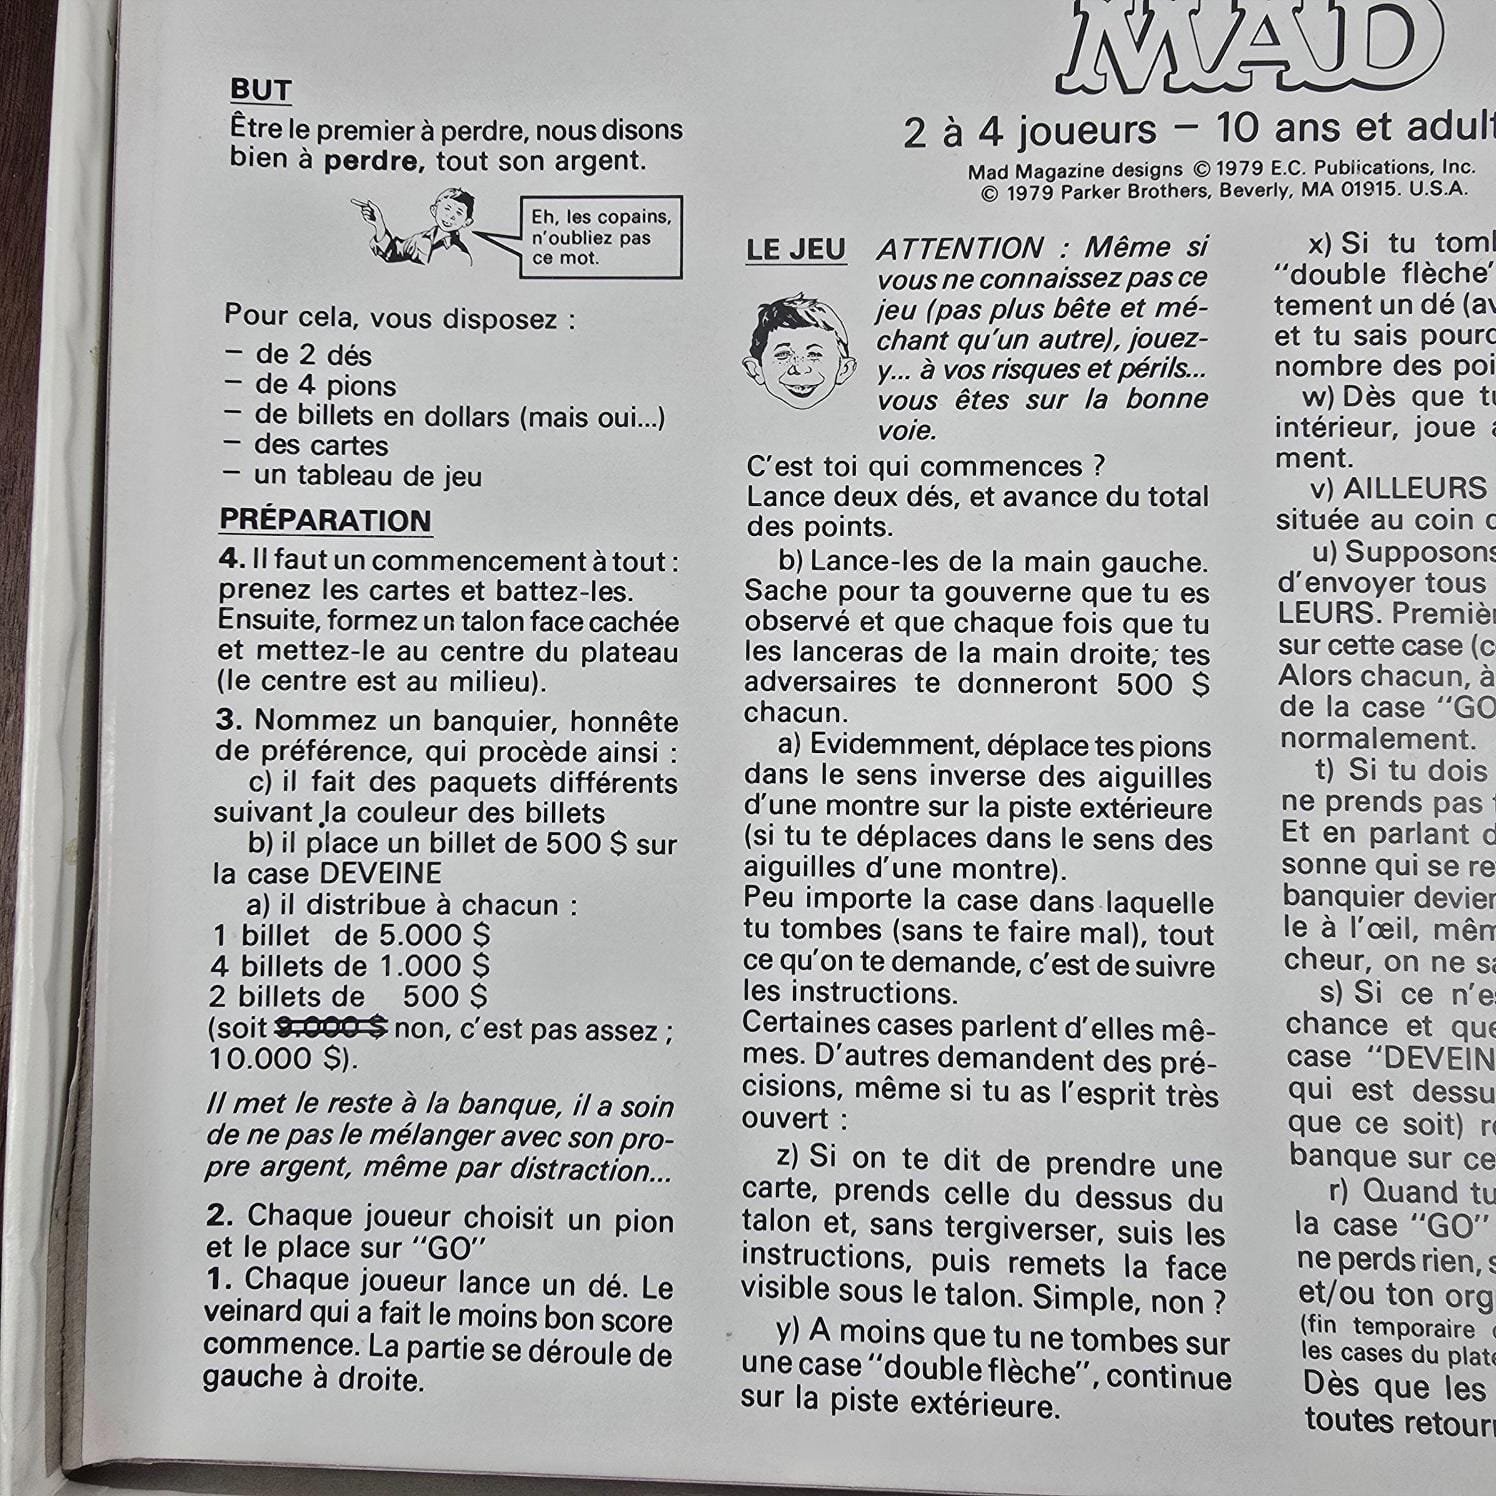 MAD
2 à 4 joueurs – 10 ans et
Mad Magazine designs © 1979 E.C. Publications, Inc.
© 1979 Parker Brothers, Beverly, MA 01915. U.S.A.
BUT
Être le premier à perdre, nous disons
bien à perdre, tout son argent.
Eh, les copains,
n'oubliez pas
ce mot.
Pour cela, vous disposez :
– de 2 dés
– de 4 pions
– de billets en dollars (mais oui...)
– des cartes
– un tableau de jeu
PRÉPARATION
4. Il faut un commencement à tout :
prenez les cartes et battez-les.
Ensuite, formez un talon face cachée
et mettez-le au centre du plateau
(le centre est au milieu).
3. Nommez un banquier, honnête
de préférence, qui procède ainsi :
c) il fait des paquets différents
suivant la couleur des billets
b) il place un billet de 500 $ sur
la case DEVEINE
a) il distribue à chacun :
1 billet de 5.000 $
4 billets de 1.000 $
2 billets de 500 $
(soit 9.000 $ non, c'est pas assez ;
10.000 $).
Il met le reste à la banque, il a soin
de ne pas le mélanger avec son pro-
pre argent, même par distraction...
2. Chaque joueur choisit un pion
et le place sur "GO"
1. Chaque joueur lance un dé. Le
veinard qui a fait le moins bon score
commence. La partie se déroule de
gauche à droite.
LE JEU
ATTENTION : Même si
vous ne connaissez pas ce
jeu (pas plus bête et mé-
chant qu'un autre), jouez-
y... à vos risques et périls...
vous êtes sur la bonne
voie.
C'est toi qui commences ?
Lance deux dés, et avance du total
des points.
b) Lance-les de la main gauche.
Sache pour ta gouverne que tu es
observé et que chaque fois que tu
les lanceras de la main droite; tes
adversaires te donneront 500 $
chacun.
a) Evidemment, déplace tes pions
dans le sens inverse des aiguilles
d'une montre sur la piste extérieure
(si tu te déplaces dans le sens des
aiguilles d'une montre).
Peu importe la case dans laquelle
tu tombes (sans te faire mal), tout
ce qu'on te demande, c'est de suivre
les instructions.
Certaines cases parlent d'elles mê-
mes. D'autres demandent des pré-
cisions, même si tu as l'esprit très
ouvert :
z) Si on te dit de prendre une
carte, prends celle du dessus du
talon et, sans tergiverser, suis les
instructions, puis remets la face
visible sous le talon. Simple, non ?
y) A moins que tu ne tombes sur
une case "double flèche", continue
sur la piste extérieure.
x) Si tu
"double flèche"
tement un dé
et tu sais
nombre des
w) Dès que
intérieur, joue
ment.
v) AILLEURS
située au coin
u) Supposons
d'envoyer tous
LEURS.
sur cette case
Alors chacun, à
de la case "GO
normalement.
t) Si tu dois
ne prends pas
Et en parlant
sonne qui se
banquier
le à l'œil,
cheur, on ne
s) Si ce
chance et
case "DEVEIN
qui est
que ce soit)
banque sur
r) Quand
la case "GO"
ne perds rien,
et/ou ton
(fin temporaire
les cases du
Dès que les
toutes